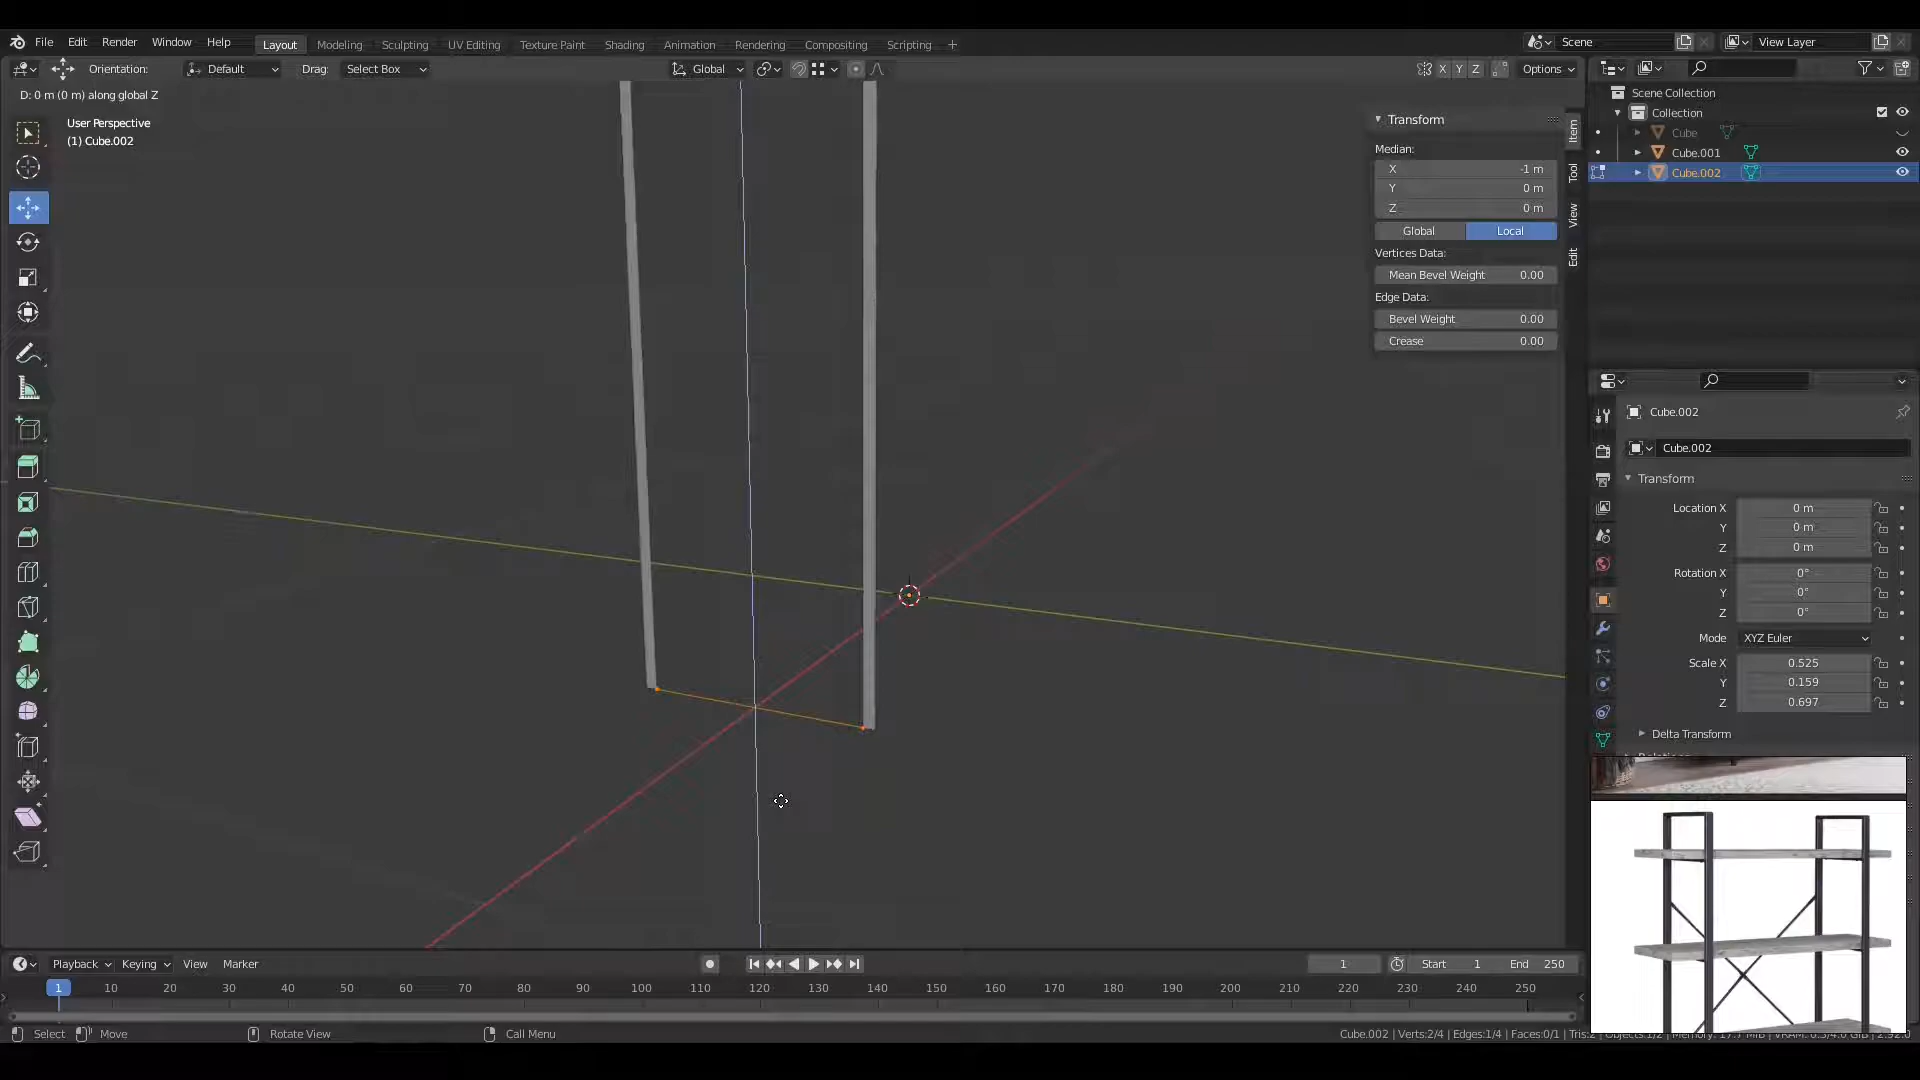 File Edit Render Window Help Layout Modeling Sculpting UV Editing Texture Paint Shading Animation Rendering Compositing Scripting + Scene View Layer
Orientation: Default Drag: Select Box Global X Y Z Options
D: 0 m (0 m) along global Z
User Perspective
(1) Cube.002
Transform
Median:
X -1 m
Y 0 m
Z 0 m
Global Local
Vertices Data:
Mean Bevel Weight 0.00
Edge Data:
Bevel Weight 0.00
Crease 0.00
Item
Tool
View
Edit
Scene Collection
Collection
Cube
Cube.001
Cube.002
Cube.002
Cube.002
Transform
Location X 0 m
Y 0 m
Z 0 m
Rotation X 0°
Y 0°
Z 0°
Mode XYZ Euler
Scale X 0.525
Y 0.159
Z 0.697
Delta Transform
Playback Keying View Marker 1 Start 1 End 250
1 10 20 30 40 50 60 70 80 90 100 110 120 130 140 150 160 170 180 190 200 210 220 230 240 250
Select Move Rotate View Call Menu Cube.002 | Verts:2/4 | Edges:1/4 | Faces:0/1 | Tris:2